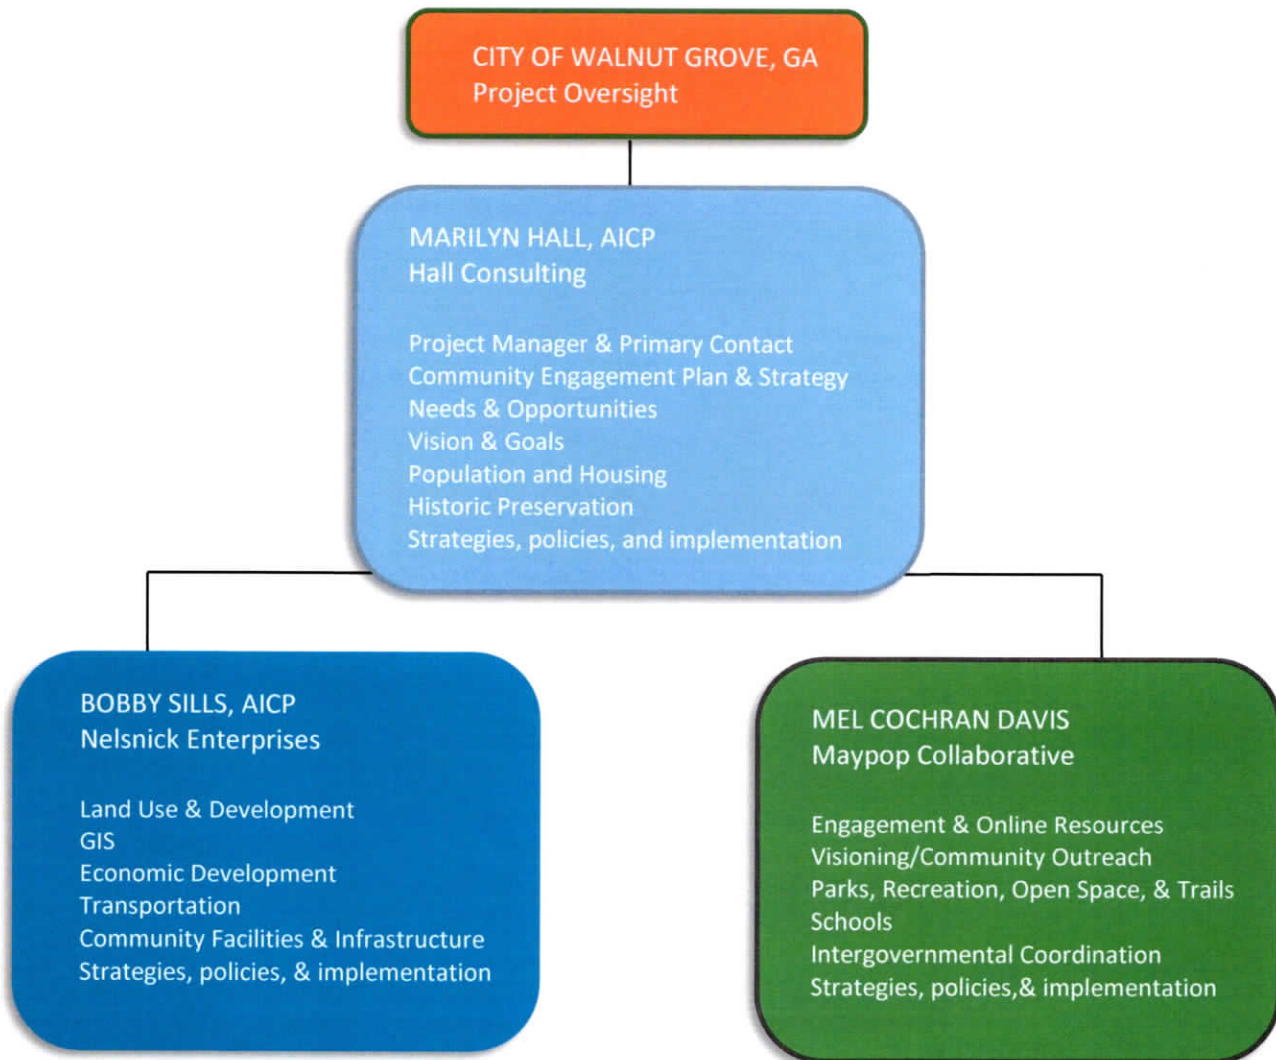 CITY OF WALNUT GROVE, GA
Project Oversight
MARILYN HALL, AICP
Hall Consulting
Project Manager & Primary Contact
Community Engagement Plan & Strategy
Needs & Opportunities
Vision & Goals
Population and Housing
Historic Preservation
Strategies, policies, and implementation
BOBBY SILLS, AICP
Nelsnick Enterprises
Land Use & Development
GIS
Economic Development
Transportation
Community Facilities & Infrastructure
Strategies, policies, & implementation
MEL COCHRAN DAVIS
Maypop Collaborative
Engagement & Online Resources
Visioning/Community Outreach
Parks, Recreation, Open Space, & Trails
Schools
Intergovernmental Coordination
Strategies, policies,& implementation